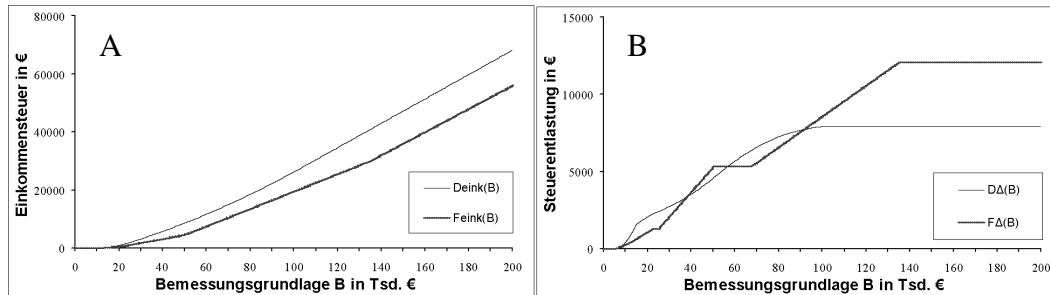 A
Einkommensteuer in €
80000
60000
40000
20000
0
0 20 40 60 80 100 120 140 160 180 200
Bemessungsgrundlage B in Tsd. €
Deink(B)
Feink(B)
B
Steuerentlastung in €
15000
10000
5000
0
0 20 40 60 80 100 120 140 160 180 200
Bemessungsgrundlage B in Tsd. €
DΔ(B)
FΔ(B)